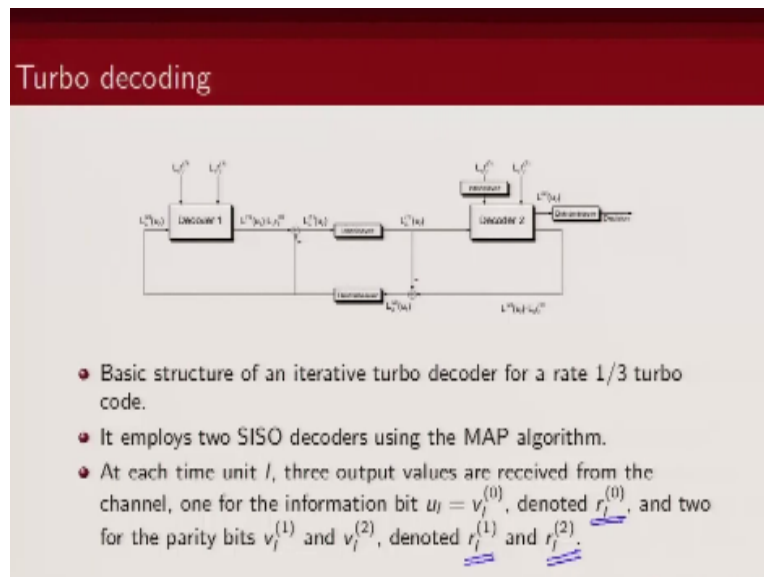 Turbo decoding
Decoder 1
Decoder 2
• Basic structure of an iterative turbo decoder for a rate 1/3 turbo
code.
• It employs two SISO decoders using the MAP algorithm.
• At each time unit l, three output values are received from the
channel, one for the information bit u_l = v_l^(0), denoted r_l^(0), and two
for the parity bits v_l^(1) and v_l^(2), denoted r_l^(1) and r_l^(2).